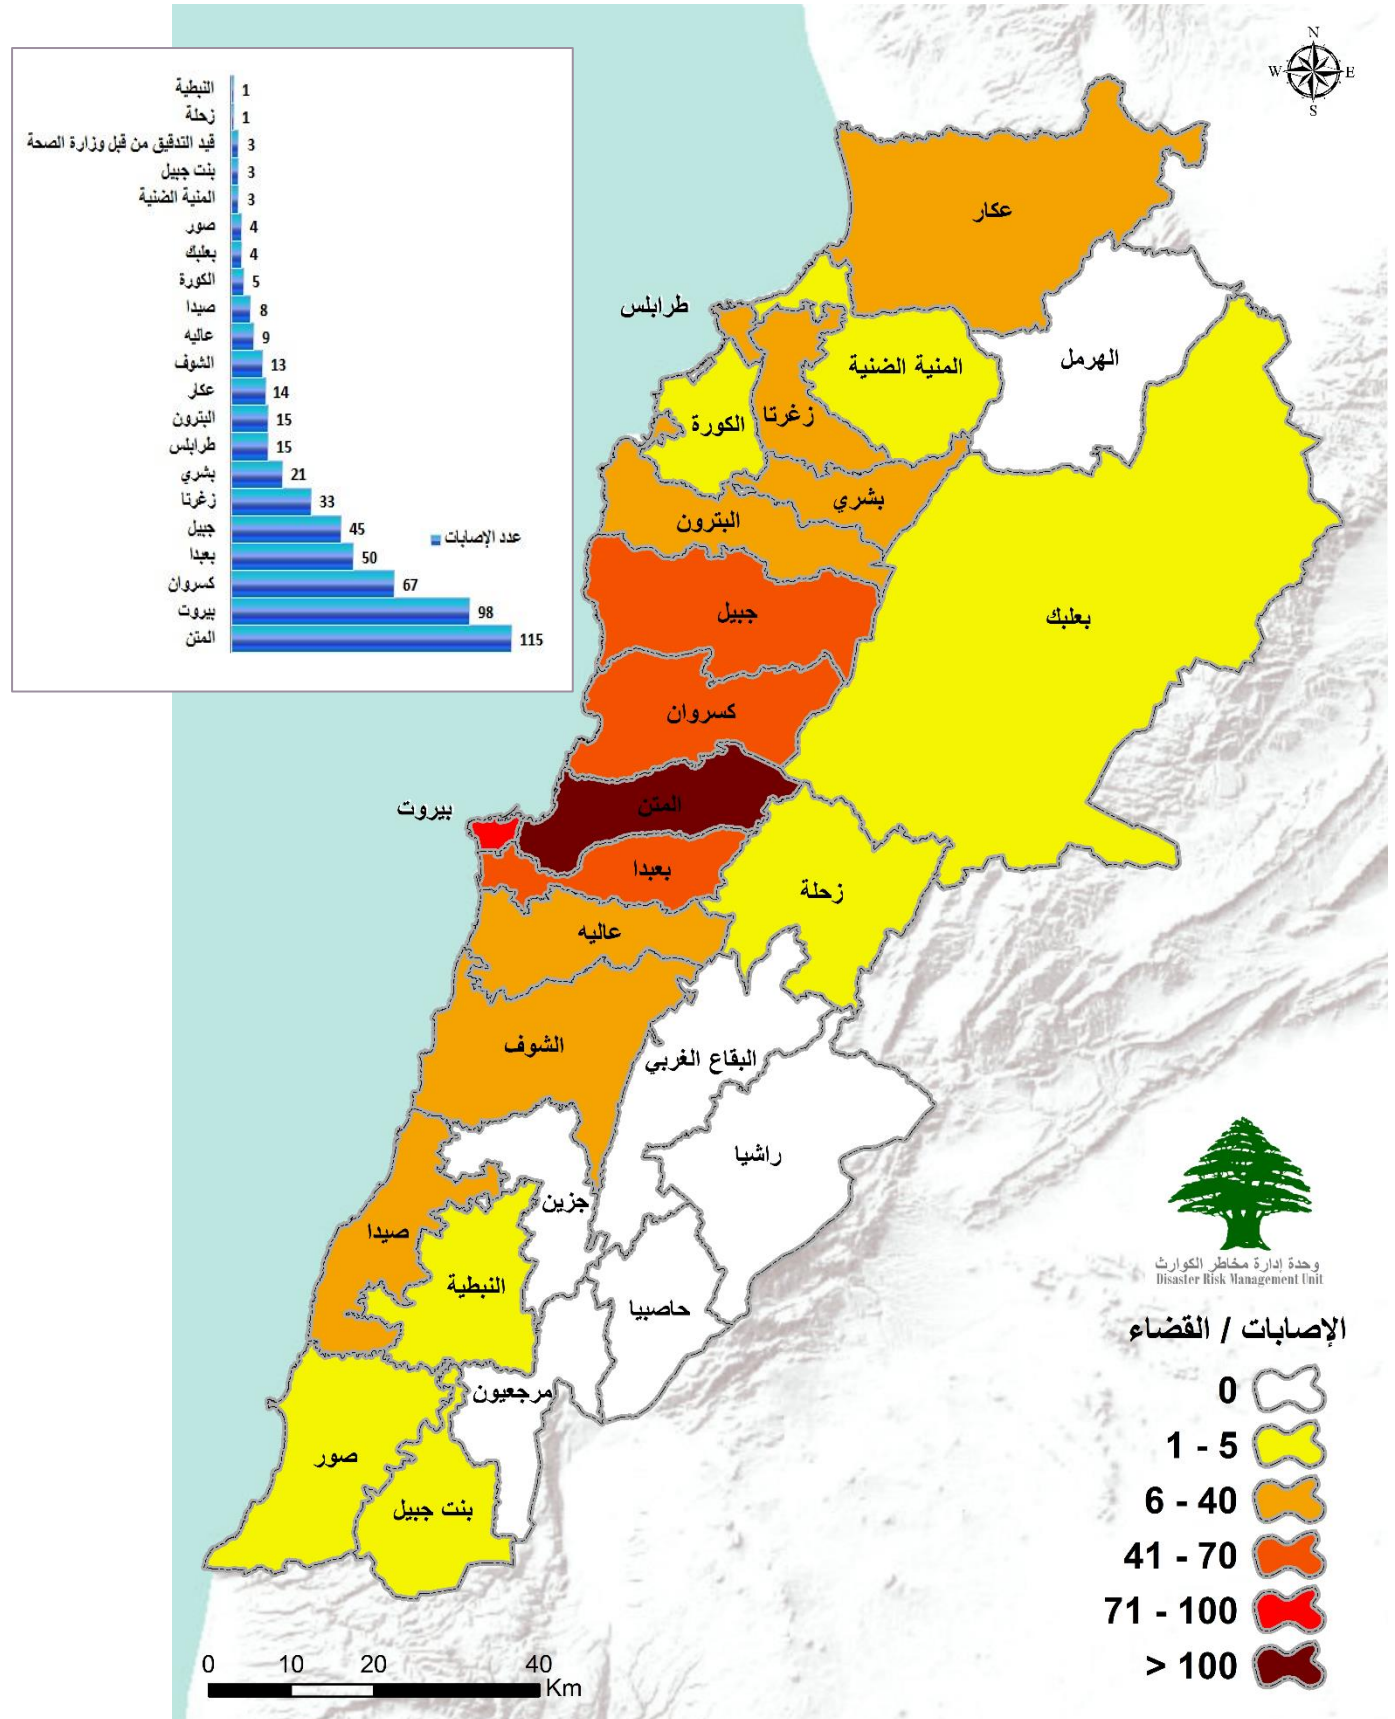 النبطية 1
زحلة 1
قيد التدقيق من قبل وزارة الصحة 3
بنت جبيل 3
المنية الضنية 3
صور 4
بعلبك 4
الكورة 5
صيدا 8
عاليه 9
الشوف 13
عكار 14
البترون 15
طرابلس 15
بشري 21
زغرتا 33
جبيل 45
بعبدا 50
كسروان 67
بيروت 98
المتن 115
عدد الإصابات
N
W E
S
عكار
طرابلس
الهرمل
المنية الضنية
زغرتا
الكورة
بشري
البترون
جبيل
بعلبك
كسروان
المتن
بيروت
بعبدا
زحلة
عاليه
الشوف
البقاع الغربي
راشيا
جزين
صيدا
النبطية
حاصبيا
مرجعيون
صور
بنت جبيل
وحدة إدارة مخاطر الكوارث
Disaster Risk Management Unit
الإصابات / القضاء
0
1 - 5
6 - 40
41 - 70
71 - 100
> 100
0 10 20 40
Km